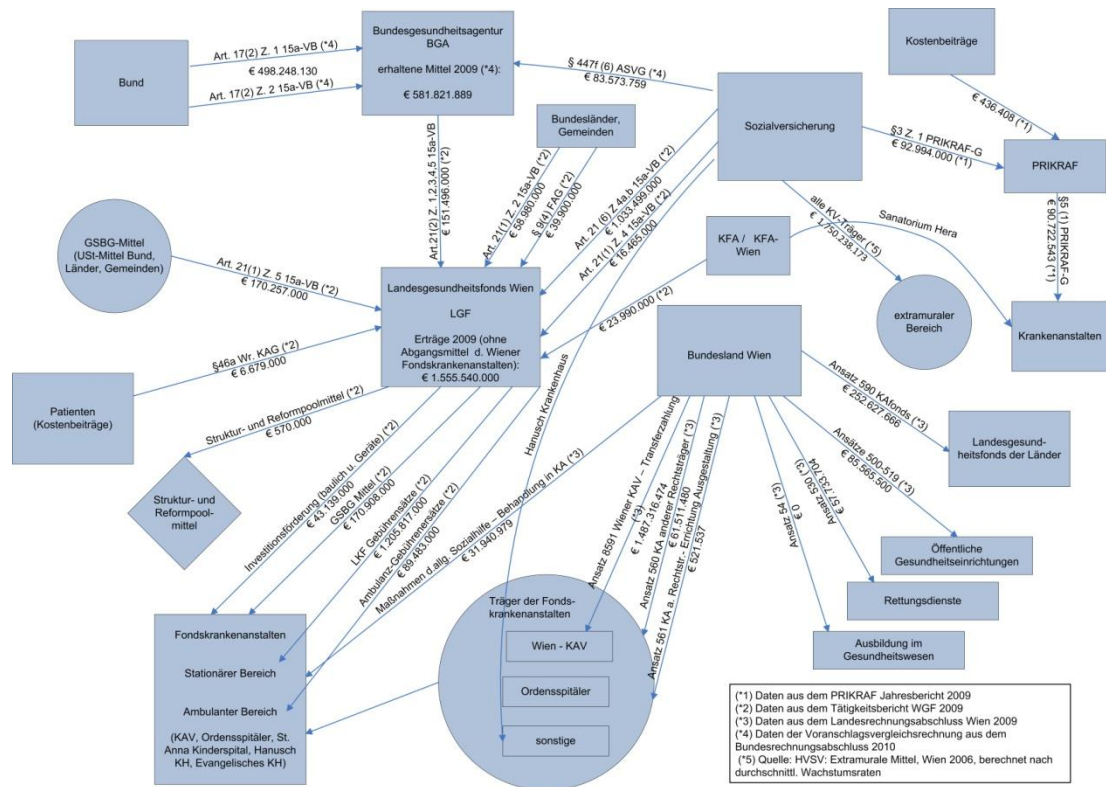 Bund
Art. 17(2) Z. 1 15a-VB (*4)
€ 498.248.130
Art. 17(2) Z. 2 15a-VB (*4)
Bundesgesundheitsagentur
BGA
erhaltene Mittel 2009 (*4):
€ 581.821.889
§ 447f (6) ASVG (*4)
€ 83.573.759
Kostenbeiträge
€ 436.408 (*1)
Sozialversicherung
§3 Z. 1 PRIKRAF-G
€ 92.994.000 (*1)
PRIKRAF
Bundesländer,
Gemeinden
Art.21(2) Z. 1,2,3,4,5 15a-VB
€ 151.496.000 (*2)
Art. 21(1) Z. 2 15a-VB (*2)
€ 58.980.000
§ 9(4) FAG (*2)
€ 39.900.000
Art. 21 (6) Z 4a.b 15a-VB (*2)
€ 1.033.499.000
Art. 21(1) Z. 4 15a-VB (*2)
€ 16.465.000
alle KV-Träger (*5)
€ 1.750.238.173
Sanatorium Hera
§5 (1) PRIKRAF-G
€ 90.722.543 (*1)
GSBG-Mittel
(USt-Mittel Bund,
Länder, Gemeinden)
Art. 21(1) Z. 5 15a-VB (*2)
€ 170.257.000
KFA / KFA-
Wien
€ 23.990.000 (*2)
Landesgesundheitsfonds Wien
LGF
Erträge 2009 (ohne
Abgangsmittel d. Wiener
Fondskrankenanstalten):
€ 1.555.540.000
extramuraler
Bereich
Krankenanstalten
§46a Wr. KAG (*2)
€ 6.679.000
Patienten
(Kostenbeiträge)
Bundesland Wien
Ansatz 590 KAfonds (*3)
€ 252.627.666
Landesgesund-
heitsfonds der Länder
Struktur- und Reformpoolmittel (*2)
€ 570.000
Struktur- und
Reformpool-
mittel
Hanusch Krankenhaus
Investitionsförderung (baulich u. Geräte) (*2)
€ 43.139.000
GSBG Mittel (*2)
€ 170.908.000
LKF Gebührensätze (*2)
€ 1.205.817.000
Ambulanz-Gebührenersätze (*2)
€ 89.483.000
Maßnahmen d.allg. Sozialhilfe – Behandlung in KA (*3)
€ 31.940.979
Ansatz 8591 Wiener KAV – Transferzahlung
(*3)
€ 1.487.316.474
Ansatz 560 KA anderer Rechtsträger (*3)
€ 61.511.480
Ansatz 561 KA a. Rechtstr.- Errichtung Ausgestaltung (*3)
€ 521.537
Ansatz 54 (*3)
€ 0
Ansatz 530 (*3)
€ 57.733.704
Ansätze 500-519 (*3)
€ 85.565.500
Öffentliche
Gesundheitseinrichtungen
Rettungsdienste
Ausbildung im
Gesundheitswesen
Träger der Fonds-
krankenanstalten
Wien - KAV
Ordensspitäler
sonstige
Fondskrankenanstalten
Stationärer Bereich
Ambulanter Bereich
(KAV, Ordensspitäler, St.
Anna Kinderspital, Hanusch
KH, Evangelisches KH)
(*1) Daten aus dem PRIKRAF Jahresbericht 2009
(*2) Daten aus dem Tätigkeitsbericht WGF 2009
(*3) Daten aus dem Landesrechnungsabschluss Wien 2009
(*4) Daten der Voranschlagsvergleichsrechnung aus dem
Bundesrechnungsabschluss 2010
(*5) Quelle: HVSV: Extramurale Mittel, Wien 2006, berechnet nach
durchschnittl. Wachstumsraten